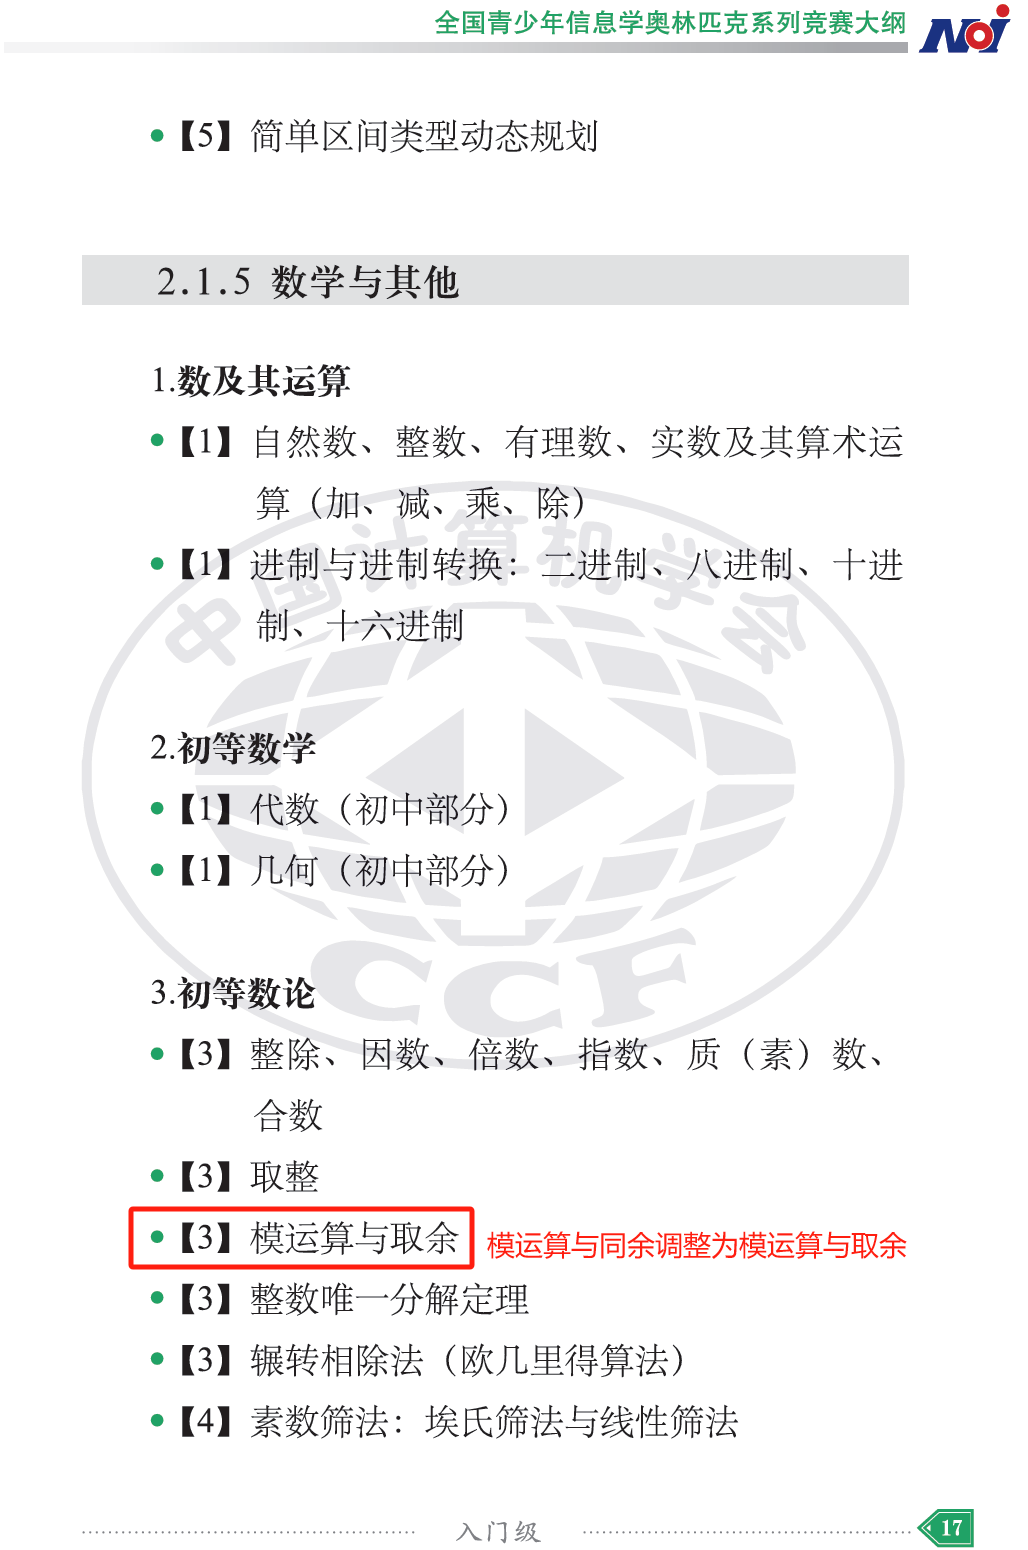 全国青少年信息学奥林匹克系列竞赛大纲
NOI
【5】简单区间类型动态规划
2.1.5 数学与其他
1.数及其运算
【1】自然数、整数、有理数、实数及其算术运
算（加、减、乘、除）
【1】进制与进制转换：二进制、八进制、十进
制、十六进制
2.初等数学
【1】代数（初中部分）
【1】几何（初中部分）
3.初等数论
【3】整除、因数、倍数、指数、质（素）数、
合数
【3】取整
【3】模运算与取余 模运算与同余调整为模运算与取余
【3】整数唯一分解定理
【3】辗转相除法（欧几里得算法）
【4】素数筛法：埃氏筛法与线性筛法
中国计算机学会
CCF
入门级
17